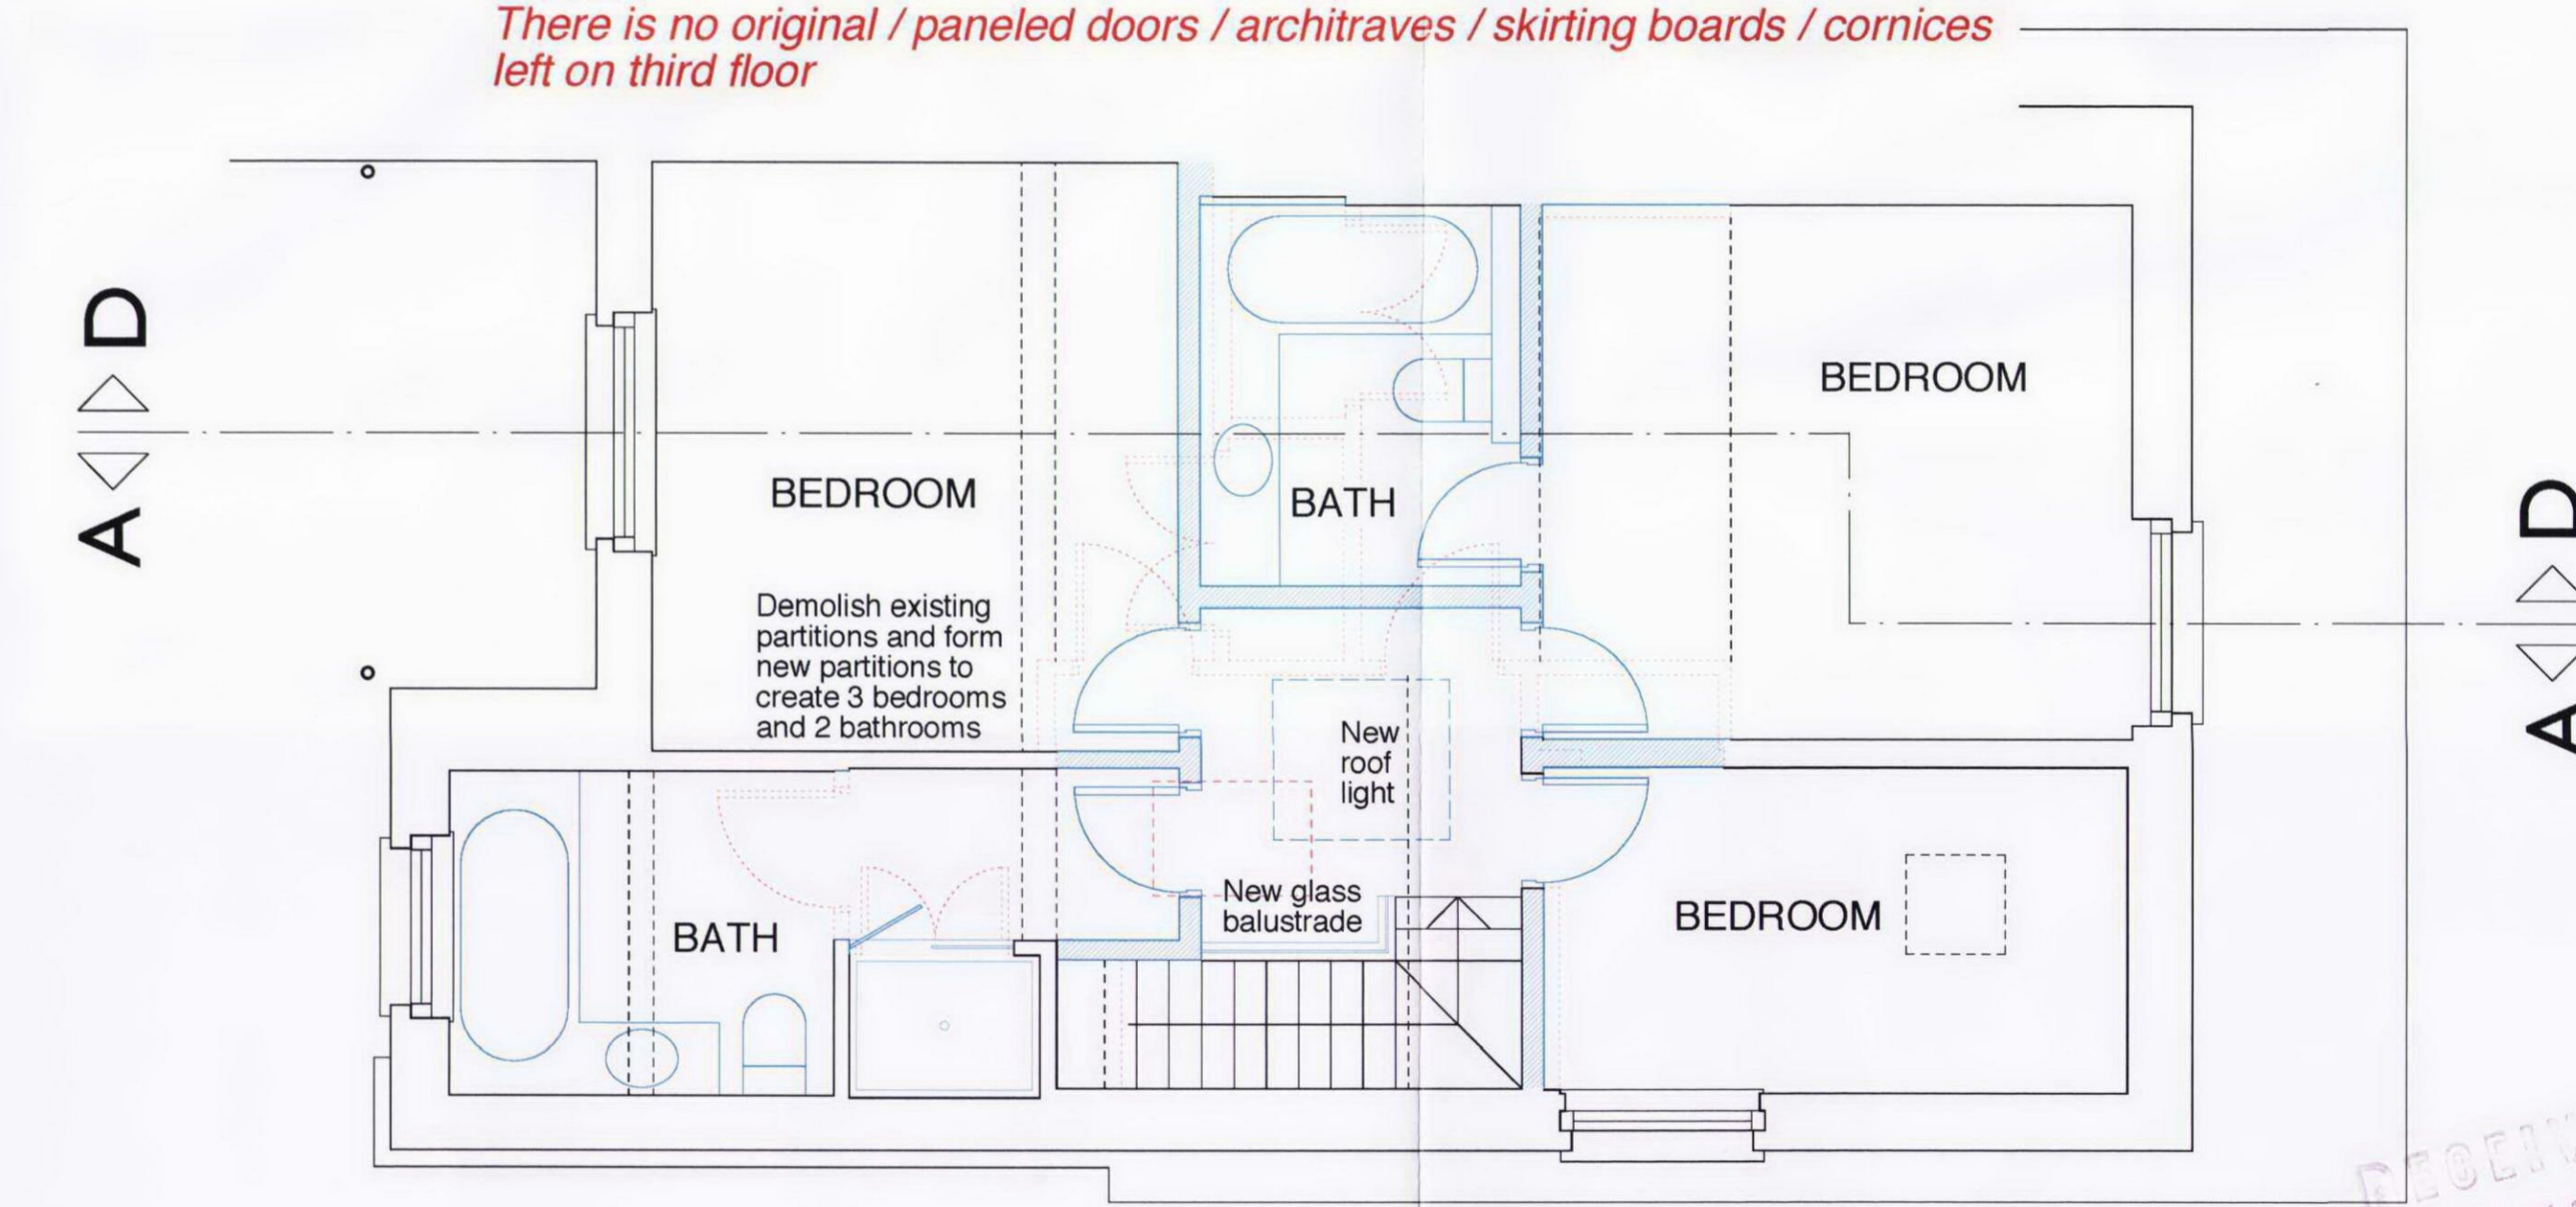 There is no original / paneled doors / architraves / skirting boards / cornices
left on third floor
D
A
BEDROOM
Demolish existing
partitions and form
new partitions to
create 3 bedrooms
and 2 bathrooms
BATH
BEDROOM
New
roof
light
New glass
balustrade
BATH
BEDROOM
D
A